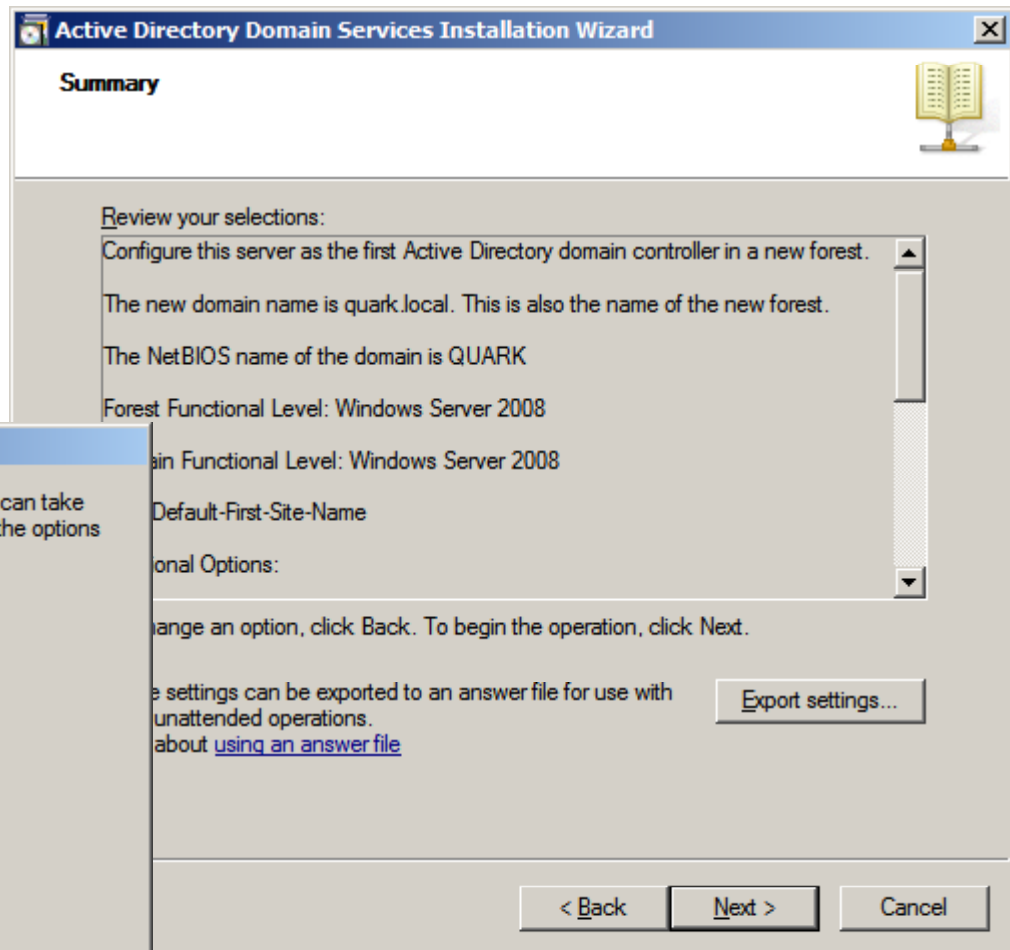 Active Directory Domain Services Installation Wizard
Summary
Review your selections:
Configure this server as the first Active Directory domain controller in a new forest.
The new domain name is quark.local. This is also the name of the new forest.
The NetBIOS name of the domain is QUARK
Forest Functional Level: Windows Server 2008
ain Functional Level: Windows Server 2008
Default-First-Site-Name
ional Options:
ange an option, click Back. To begin the operation, click Next.
e settings can be exported to an answer file for use with
unattended operations.
about using an answer file
Export settings...
can take
the options
< Back
Next >
Cancel